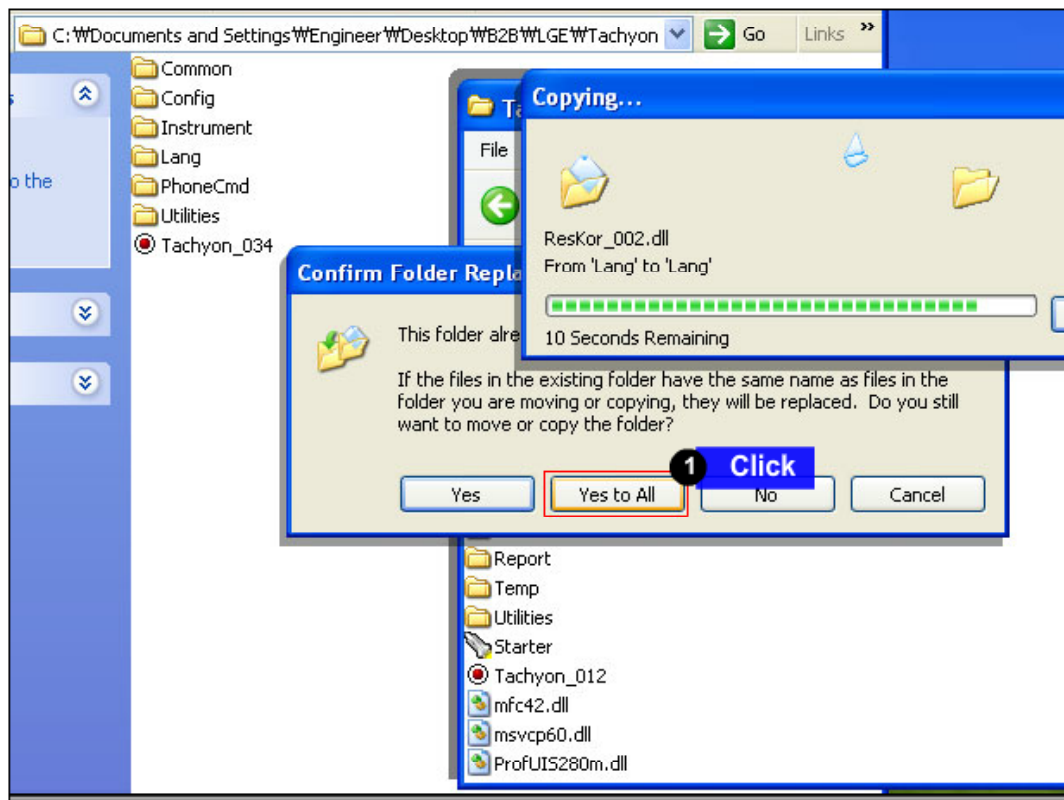 C:₩Documents and Settings₩Engineer₩Desktop₩B2B₩LGE₩Tachyon
Go
Links
»
s
o the
Common
Config
Instrument
Lang
PhoneCmd
Utilities
Tachyon_034
Ta
File
Copying...
ResKor_002.dll
From 'Lang' to 'Lang'
10 Seconds Remaining
Confirm Folder Repla
This folder alre
If the files in the existing folder have the same name as files in the
folder you are moving or copying, they will be replaced.  Do you still
want to move or copy the folder?
1 Click
Yes
Yes to All
No
Cancel
Report
Temp
Utilities
Starter
Tachyon_012
mfc42.dll
msvcp60.dll
ProfUIS280m.dll